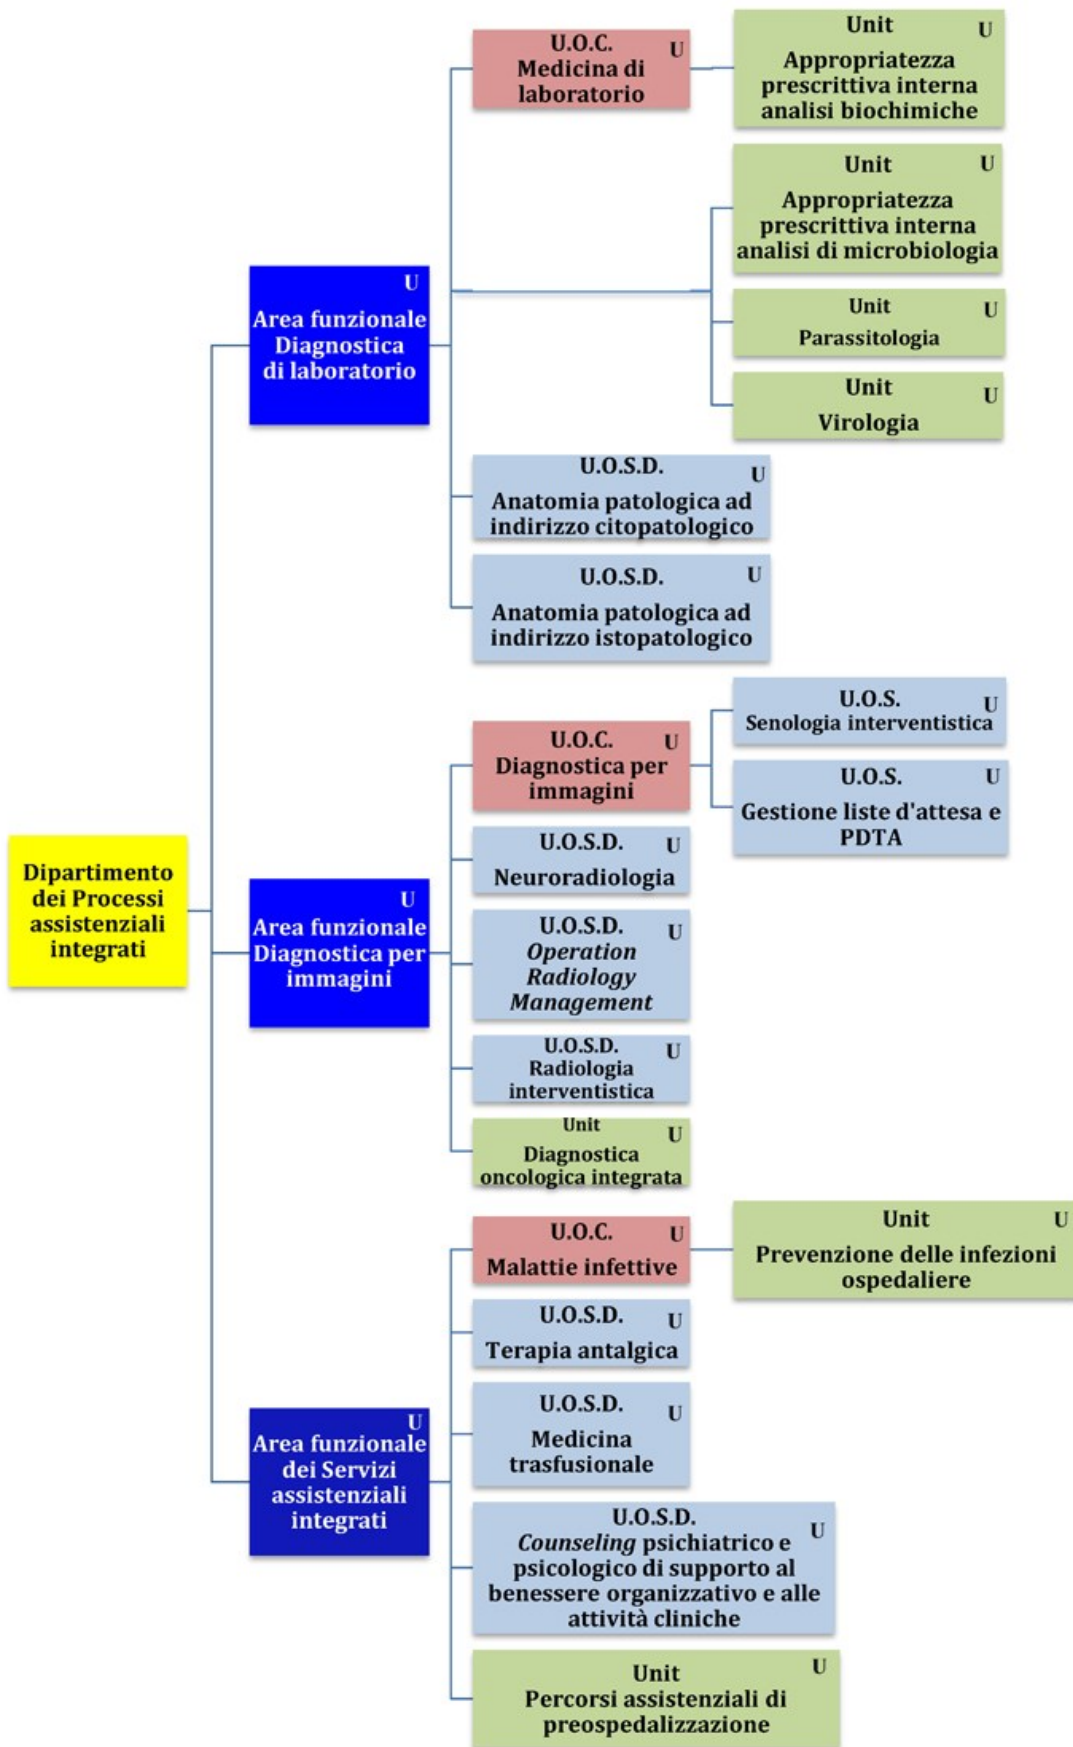 U.O.C. U
Medicina di
laboratorio
Unit U
Appropriatezza
prescrittiva interna
analisi biochimiche
Unit U
Appropriatezza
prescrittiva interna
analisi di microbiologia
U
Area funzionale
Diagnostica
di laboratorio
Unit U
Parassitologia
Unit U
Virologia
U.O.S.D. U
Anatomia patologica ad
indirizzo citopatologico
U.O.S.D. U
Anatomia patologica ad
indirizzo istopatologico
U.O.C. U
Diagnostica per
immagini
U.O.S. U
Senologia interventistica
U.O.S. U
Gestione liste d'attesa e
PDTA
Dipartimento
dei Processi
assistenziali
integrati
U
Area funzionale
Diagnostica per
immagini
U.O.S.D. U
Neuroradiologia
U.O.S.D. U
Operation
Radiology
Management
U.O.S.D. U
Radiologia
interventistica
Unit U
Diagnostica
oncologica integrata
U.O.C. U
Malattie infettive
Unit U
Prevenzione delle infezioni
ospedaliere
U.O.S.D. U
Terapia antalgica
U
Area funzionale
dei Servizi
assistenziali
integrati
U.O.S.D. U
Medicina
trasfusionale
U.O.S.D. U
Counseling psichiatrico e
psicologico di supporto al
benessere organizzativo e alle
attività cliniche
Unit U
Percorsi assistenziali di
preospedalizzazione